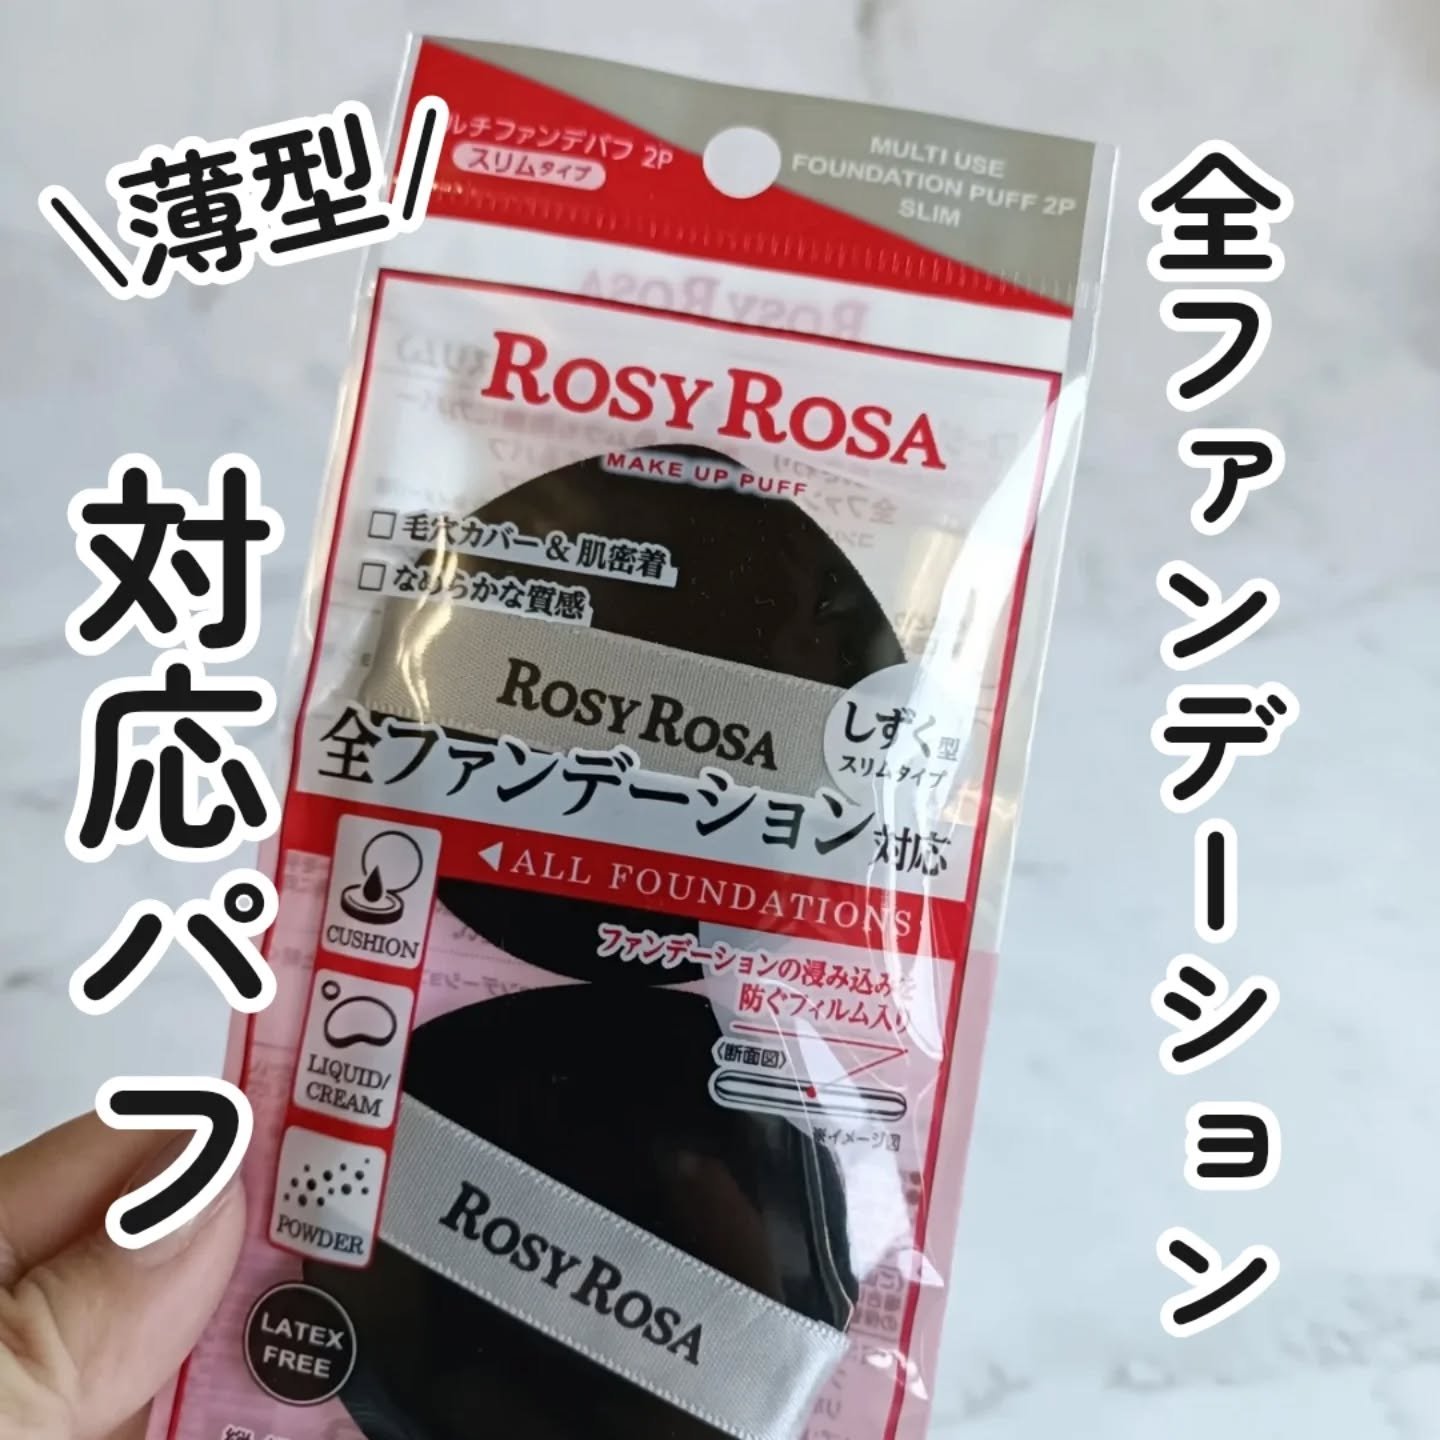 薄型
全ファンデーション
対応パフ
ルチファンデパフ 2P
スリムタイプ
MULTI USE
FOUNDATION PUFF 2P
SLIM
ROSY ROSA
MAKE UP PUFF
□ 毛穴カバー & 肌密着
□ なめらかな質感
ROSY ROSA
しずく型
スリムタイプ
全ファンデーション対応
◀ALL FOUNDATIONS
CUSHION
LIQUID/
CREAM
POWDER
ファンデーションの浸み込みを
防ぐフィルム入り
〈断面図〉
※イメージ図
ROSY ROSA
LATEX
FREE